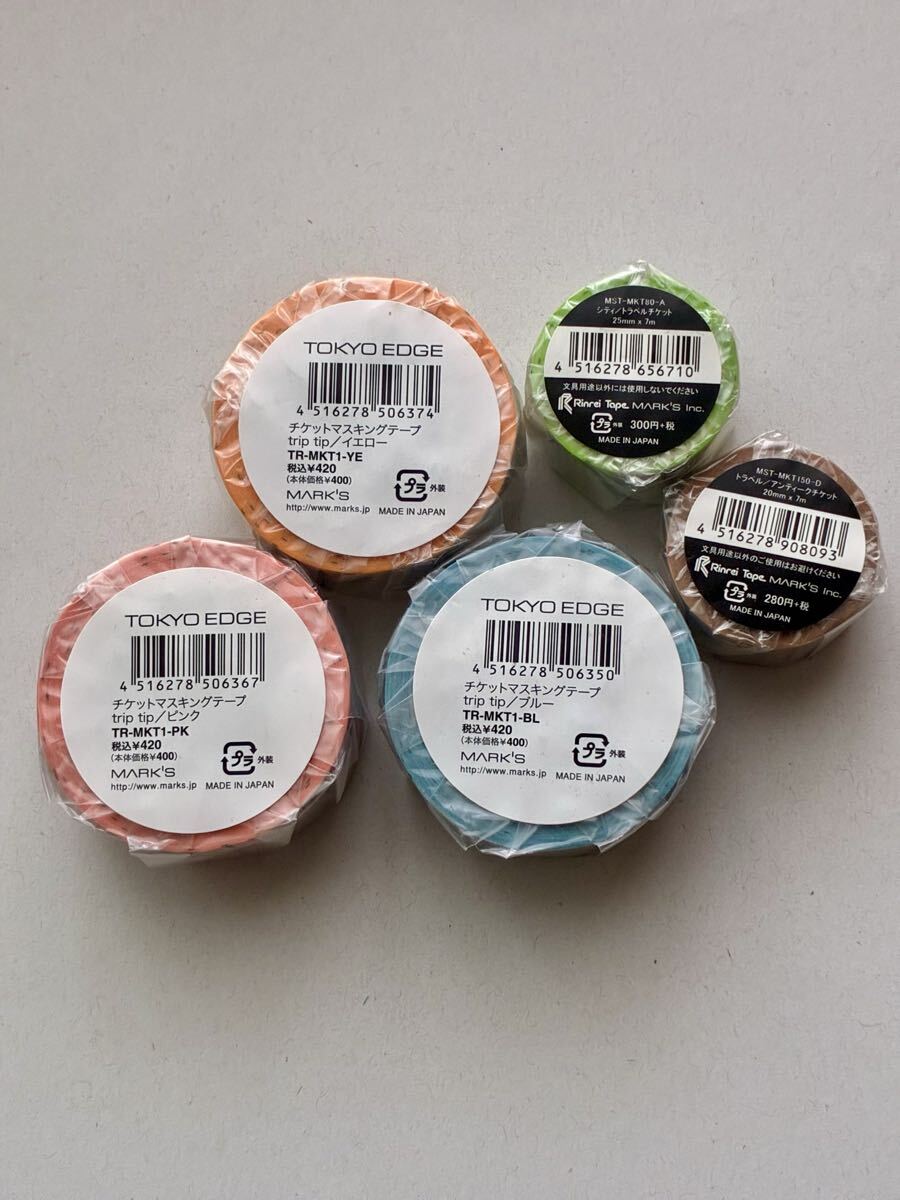 TOKYO EDGE
4 516278 506374
チケットマスキングテープ
trip tip／イエロー
TR-MKT1-YE
税込¥420
(本体価格¥400)
プラ 外装
MARK'S
http://www.marks.jp MADE IN JAPAN
MST-MKT80-A
シティ/トラベルチケット
25mm x 7m
4 516278 656710
文具用途以外には使用しないでください
Rinrei Tape MARK'S Inc.
プラ 外装 300円+税
MADE IN JAPAN
MST-MKT150-D
トラベル/アンティークチケット
20mm x 7m
4 516278 908093
文具用途以外のご使用はお避けください
Rinrei Tape MARK'S Inc.
プラ 外装 280円+税
MADE IN JAPAN
TOKYO EDGE
4 516278 506367
チケットマスキングテープ
trip tip／ピンク
TR-MKT1-PK
税込¥420
(本体価格¥400)
プラ 外装
MARK'S
http://www.marks.jp MADE IN JAPAN
TOKYO EDGE
4 516278 506350
チケットマスキングテープ
trip tip／ブルー
TR-MKT1-BL
税込¥420
(本体価格¥400)
プラ 外装
MARK'S
http://www.marks.jp MADE IN JAPAN